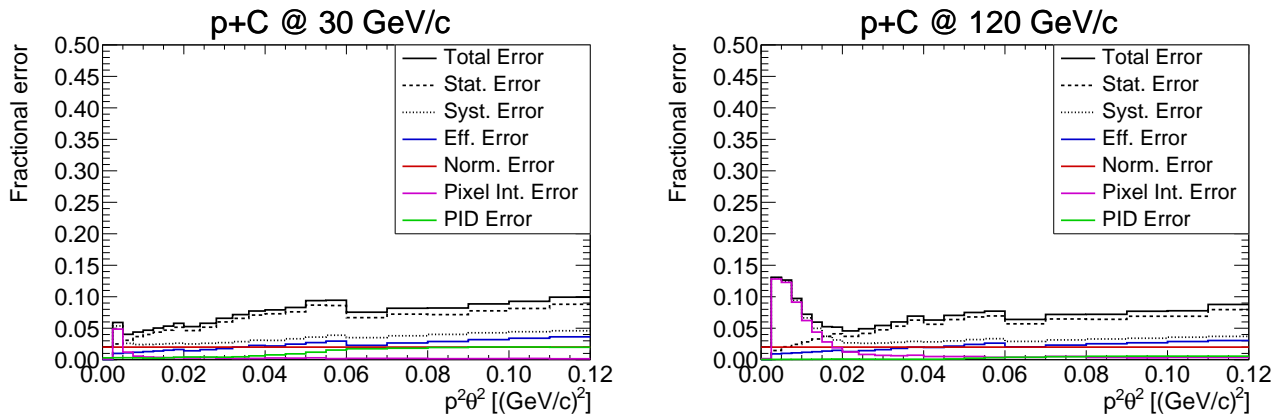 p+C @ 30 GeV/c
Fractional error
0.50
0.45
0.40
0.35
0.30
0.25
0.20
0.15
0.10
0.05
0.00
Total Error
Stat. Error
Syst. Error
Eff. Error
Norm. Error
Pixel Int. Error
PID Error
0.00 0.02 0.04 0.06 0.08 0.10 0.12
p²θ² [(GeV/c)²]
p+C @ 120 GeV/c
Fractional error
0.50
0.45
0.40
0.35
0.30
0.25
0.20
0.15
0.10
0.05
0.00
Total Error
Stat. Error
Syst. Error
Eff. Error
Norm. Error
Pixel Int. Error
PID Error
0.00 0.02 0.04 0.06 0.08 0.10 0.12
p²θ² [(GeV/c)²]